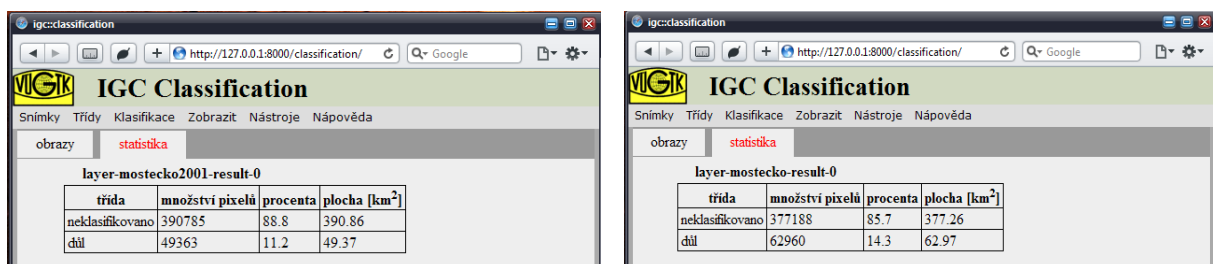 igc::classification
+ http://127.0.0.1:8000/classification/ Google
VUGTK IGC Classification
Snímky Třídy Klasifikace Zobrazit Nástroje Nápověda
obrazy statistika
layer-mostecko2001-result-0
třída množství pixelů procenta plocha [km²]
neklasifikovano 390785 88.8 390.86
důl 49363 11.2 49.37
igc::classification
+ http://127.0.0.1:8000/classification/ Google
VUGTK IGC Classification
Snímky Třídy Klasifikace Zobrazit Nástroje Nápověda
obrazy statistika
layer-mostecko-result-0
třída množství pixelů procenta plocha [km²]
neklasifikovano 377188 85.7 377.26
důl 62960 14.3 62.97